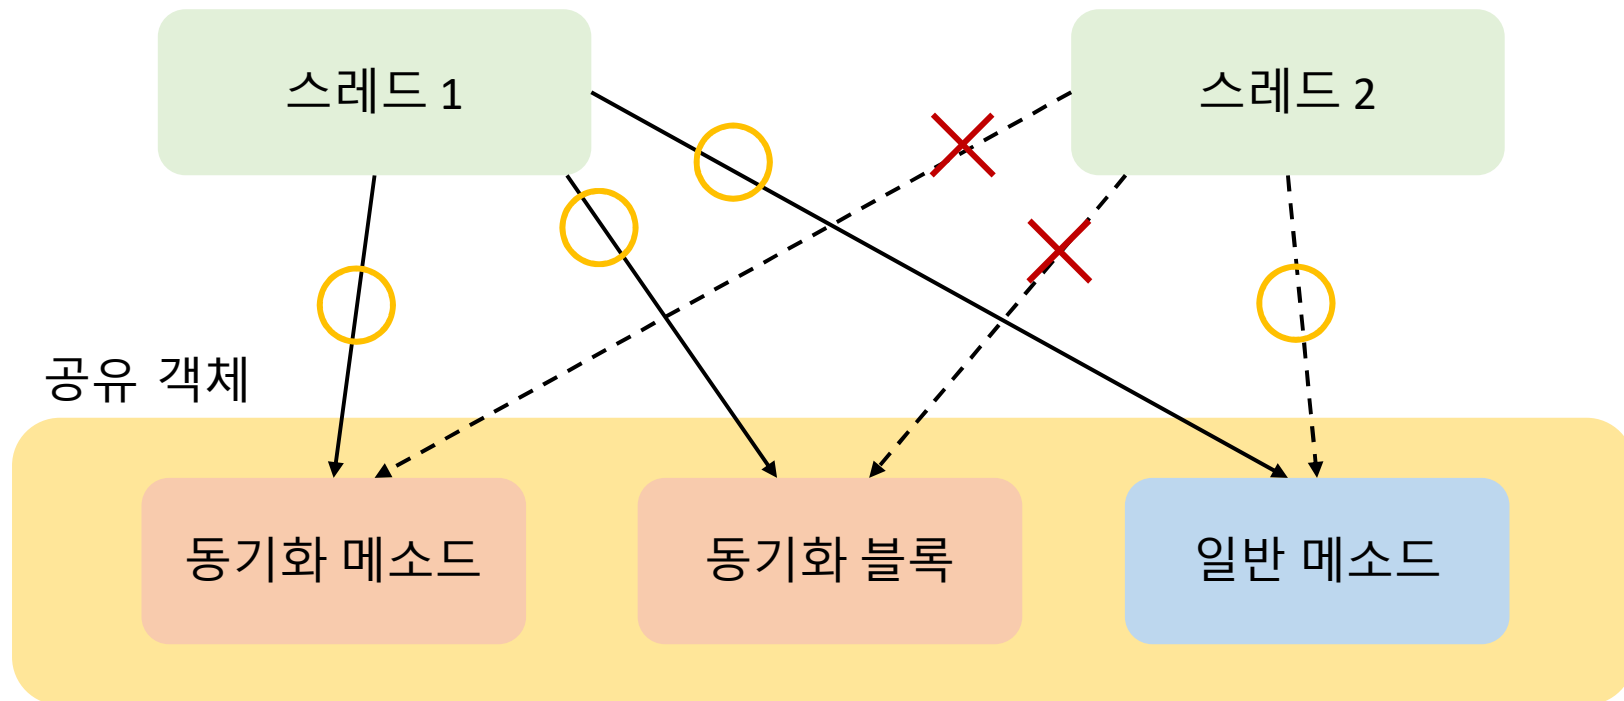 스레드 1
스레드 2
공유 객체
동기화 메소드
동기화 블록
일반 메소드